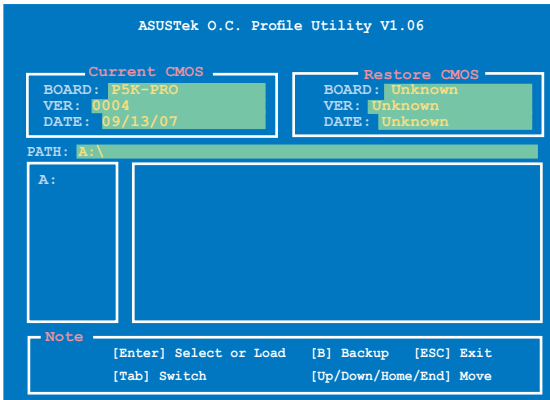 ASUSTek O.C. Profile Utility V1.06
Current CMOS
BOARD: P5K-PRO
VER: 0004
DATE: 09/13/07
Restore CMOS
BOARD: Unknown
VER: Unknown
DATE: Unknown
PATH: A:\
A:
Note
[Enter] Select or Load [B] Backup [ESC] Exit
[Tab] Switch [Up/Down/Home/End] Move